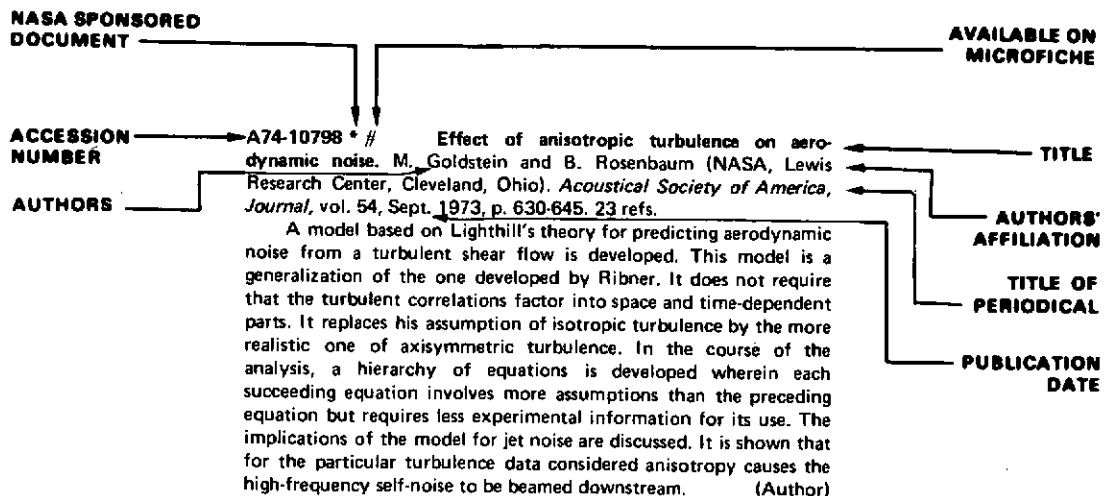 NASA SPONSORED
DOCUMENT
AVAILABLE ON
MICROFICHE
ACCESSION
NUMBER
AUTHORS
A74-10798 * # Effect of anisotropic turbulence on aero-
dynamic noise. M. Goldstein and B. Rosenbaum (NASA, Lewis
Research Center, Cleveland, Ohio). Acoustical Society of America,
Journal, vol. 54, Sept. 1973, p. 630-645. 23 refs.
A model based on Lighthill's theory for predicting aerodynamic
noise from a turbulent shear flow is developed. This model is a
generalization of the one developed by Ribner. It does not require
that the turbulent correlations factor into space and time-dependent
parts. It replaces his assumption of isotropic turbulence by the more
realistic one of axisymmetric turbulence. In the course of the
analysis, a hierarchy of equations is developed wherein each
succeeding equation involves more assumptions than the preceding
equation but requires less experimental information for its use. The
implications of the model for jet noise are discussed. It is shown that
for the particular turbulence data considered anisotropy causes the
high-frequency self-noise to be beamed downstream. (Author)
TITLE
AUTHORS'
AFFILIATION
TITLE OF
PERIODICAL
PUBLICATION
DATE